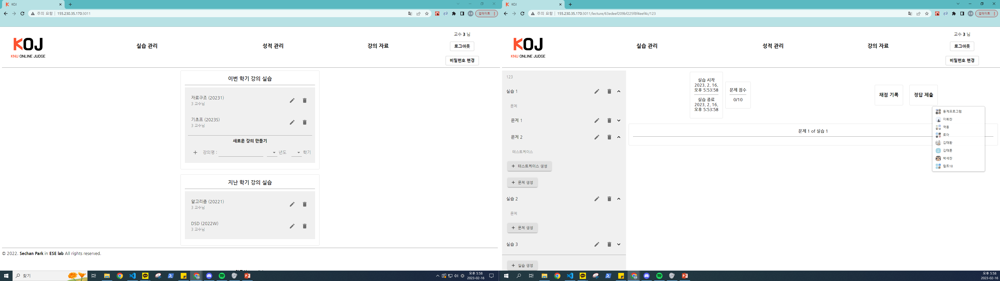 KOJ
주의 요함 155.230.35.170:3011
업데이트
KOJ
KNU ONLINE JUDGE
실습 관리
성적 관리
강의 자료
교수 3 님
로그아웃
비밀번호 변경
이번 학기 강의 실습
자료구조 (20231)
3 교수님
기초프 (2023S)
3 교수님
새로운 강의 만들기
강의명 :
년도
학기
지난 학기 강의 실습
알고리즘 (20221)
3 교수님
DSD (2022W)
3 교수님
© 2022. Sechan Park in ESE lab All rights reserved.
찾기
오후 5:58
2023-02-16
KOJ
주의 요함 155.230.35.170:3011/lecture/63edeef209bf225f8f4eef4c/123
업데이트
KOJ
KNU ONLINE JUDGE
실습 관리
성적 관리
강의 자료
교수 3 님
로그아웃
비밀번호 변경
123
실습 1
문제
문제 1
문제 2
테스트케이스
테스트케이스 생성
문제 생성
실습 2
문제
문제 생성
실습 3
실습 생성
실습 시작
2023. 2. 16.
오후 5:53:58
실습 종료
2023. 2. 16.
오후 5:53:58
문제 점수
0/10
채점 기록
정답 제출
문제 1 of 실습 1
동계프로그램
이휘찬
역동
로아
김태환
김태훈
박세찬
컬트18
오후 5:58
2023-02-16